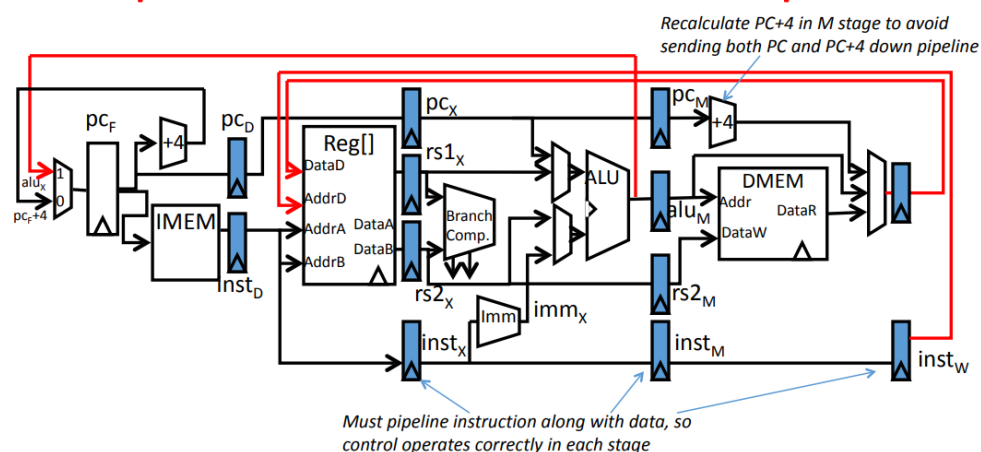 Recalculate PC+4 in M stage to avoid
sending both PC and PC+4 down pipeline
pc_F
+4
pc_D
pc_X
pc_M
+4
Reg[]
rs1_X
DataD
ALU
DMEM
1
alu_X
0
pc_F+4
IMEM
AddrD
AddrA
AddrB
DataA
DataB
Branch
Comp.
alu_M
Addr
DataR
DataW
inst_D
rs2_X
Imm
imm_X
rs2_M
inst_X
inst_M
inst_W
Must pipeline instruction along with data, so
control operates correctly in each stage